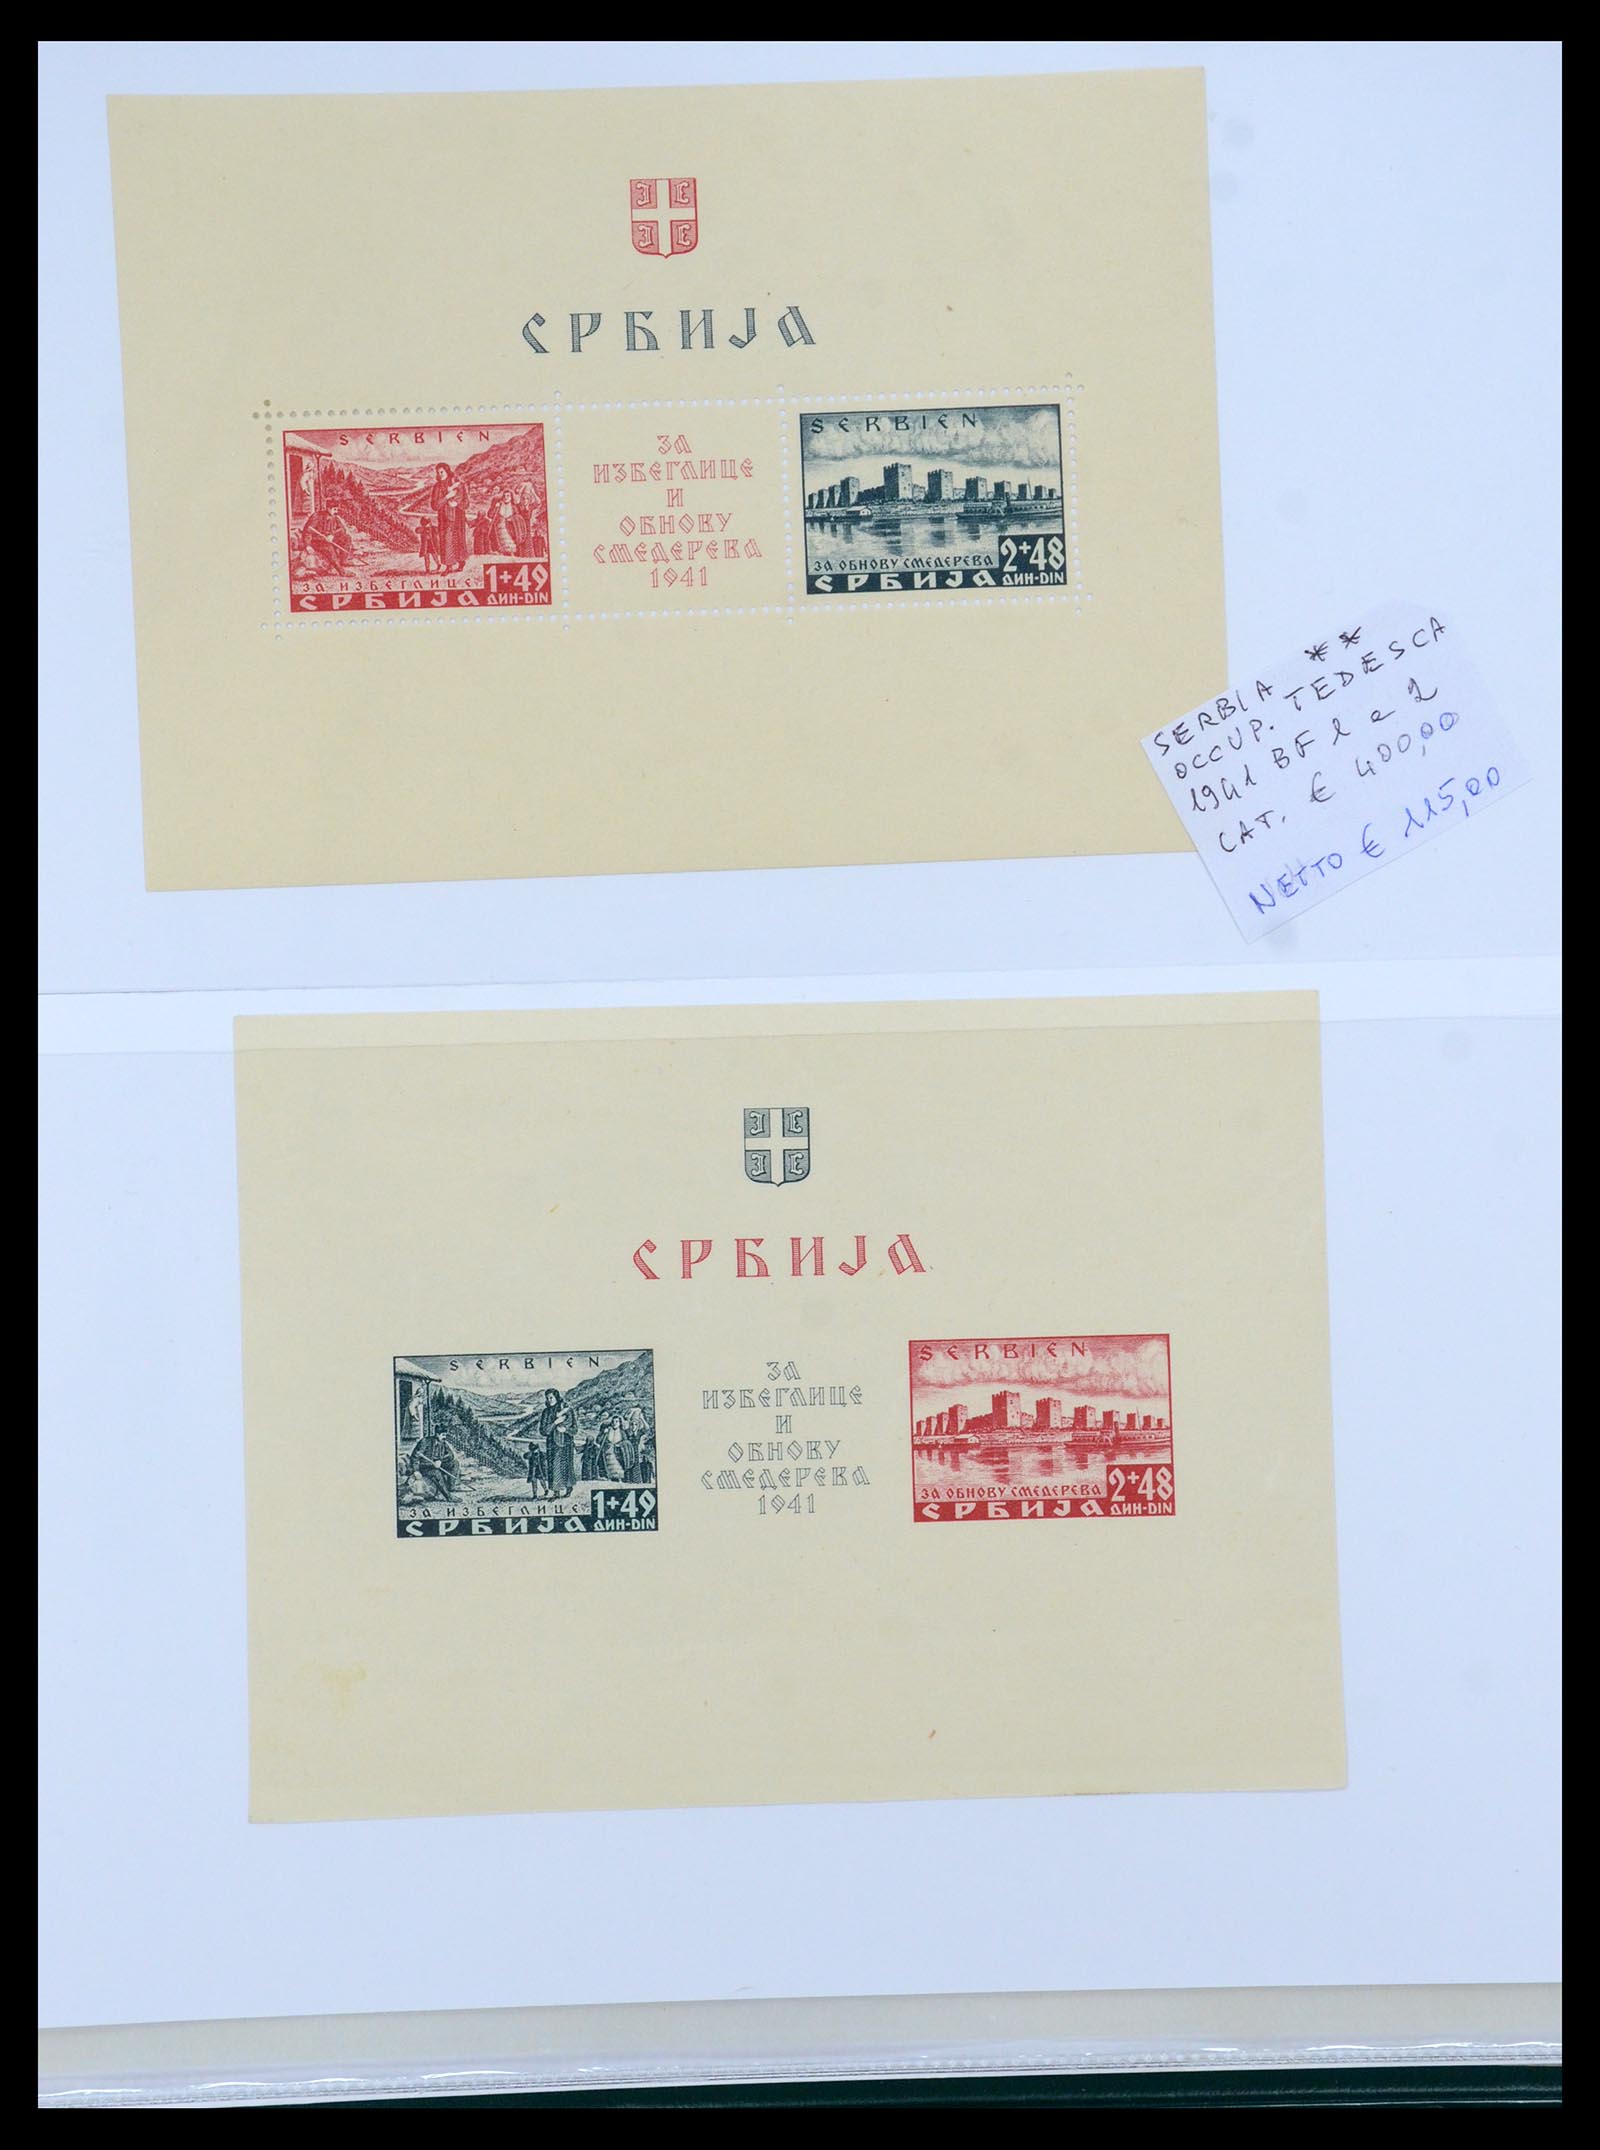 СРБИЈА
SERBIEN
ЗА ИЗБЕГЛИЦЕ
1+49
СРБИЈА ДИН-DIN
ЗА
ИЗБЕГЛИЦЕ
И
ОБНОВУ
СМЕДЕРЕВА
1941
SERBIEN
ЗА ОБНОВУ СМЕДЕРЕВА
2+48
СРБИЈА ДИН-DIN
SERBIA **
OCCUP. TEDESCA
1941 BF 1 e 2
CAT. € 400,00
NETTO € 115,00
СРБИЈА
SERBIEN
ЗА ИЗБЕГЛИЦЕ
1+49
СРБИЈА ДИН-DIN
ЗА
ИЗБЕГЛИЦЕ
И
ОБНОВУ
СМЕДЕРЕВА
1941
SERBIEN
ЗА ОБНОВУ СМЕДЕРЕВА
2+48
СРБИЈА ДИН-DIN